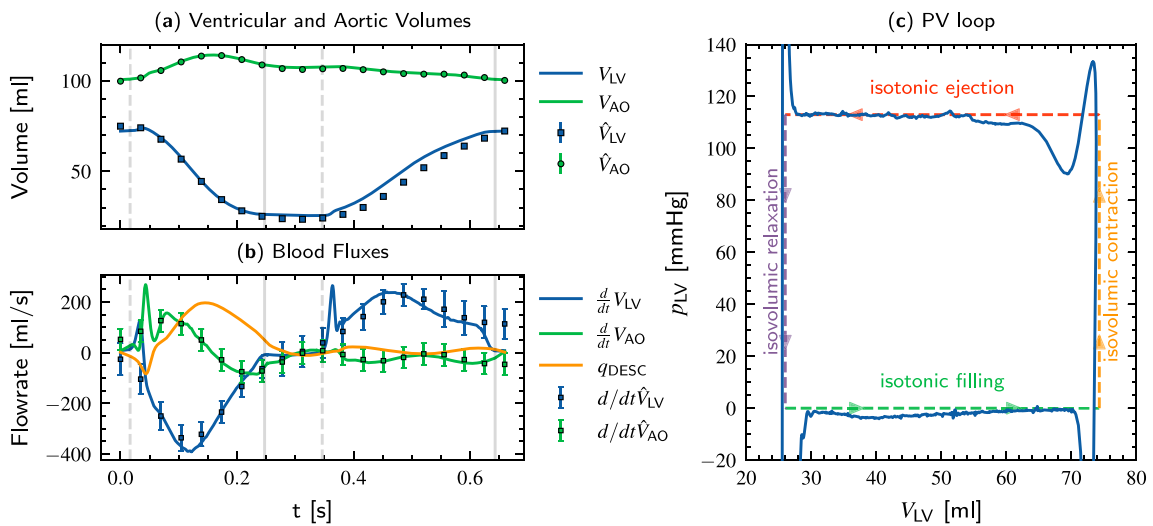 (a) Ventricular and Aortic Volumes
Volume [ml]
100
50
V_LV
V_AO
V̂_LV
V̂_AO
(b) Blood Fluxes
Flowrate [ml/s]
200
0
−200
−400
0.0
0.2
0.4
0.6
t [s]
d/dt V_LV
d/dt V_AO
q_DESC
d/dtV̂_LV
d/dtV̂_AO
(c) PV loop
p_LV [mmHg]
140
120
100
80
60
40
20
0
−20
isotonic ejection
isovolumic relaxation
isovolumic contraction
isotonic filling
20
30
40
50
60
70
80
V_LV [ml]